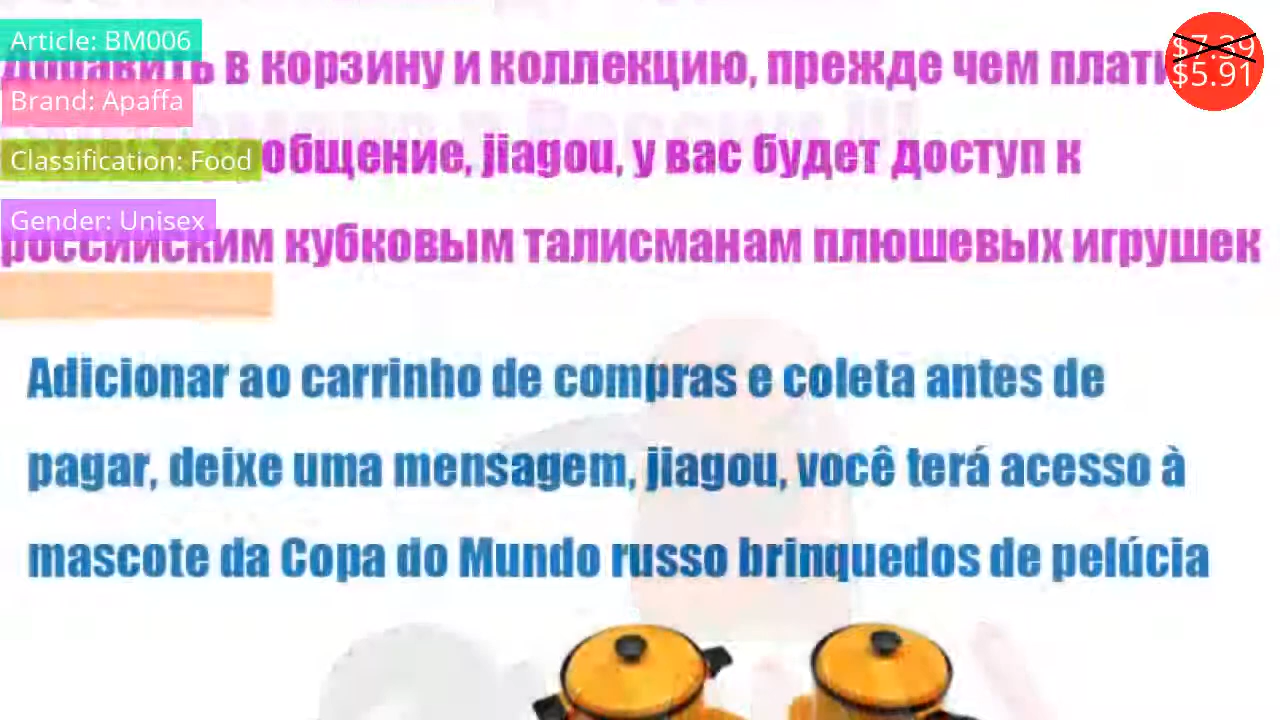 Article: BM006
$7.39
$5.91
в корзину и коллекцию, прежде чем
Brand: Apaffa
Classification: Food
jiagou, у вас будет доступ к
Gender: Unisex
российским кубковым талисманам плюшевых игрушек
Adicionar ao carrinho de compras e coleta antes de
pagar, deixe uma mensagem, jiagou, você terá acesso à
mascote da Copa do Mundo russo brinquedos de pelúcia